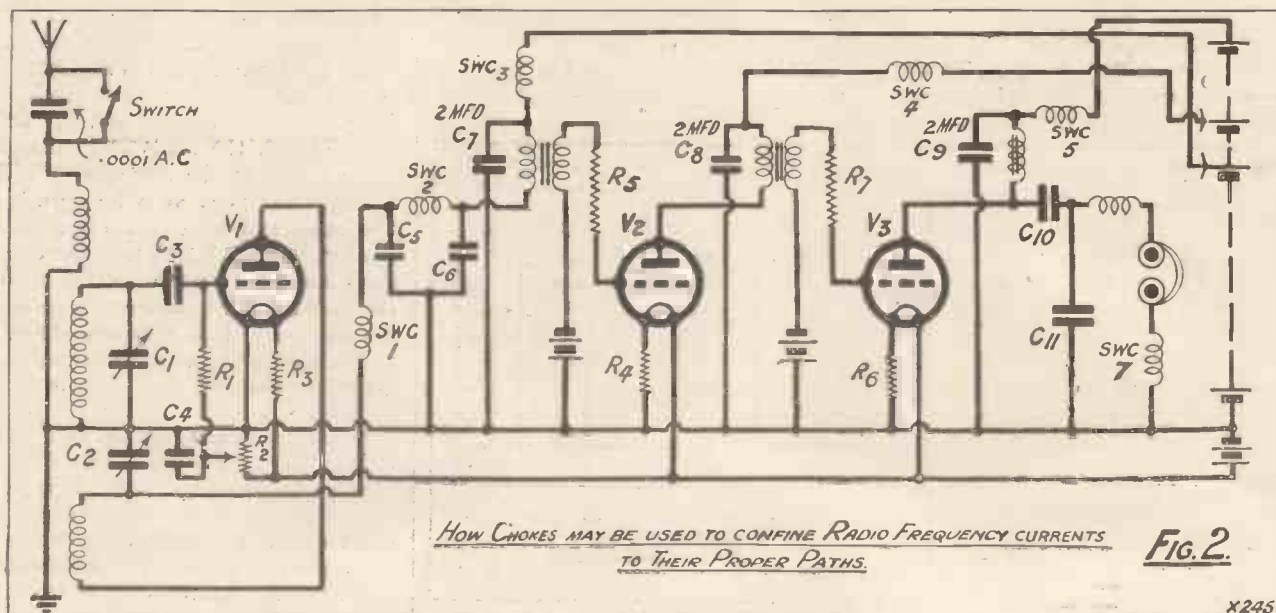 SWITCH
.0001 A.C
C1
C2
C3
C4
R1
R2
V1
R3
SWC 1
SWC 2
C5
C6
SWC3
2 MFD
C7
R5
V2
R4
2MFD
C8
SWC 4
R7
V3
R6
2MFD
C9
SWC 5
C10
C11
SWC 7
HOW CHOKES MAY BE USED TO CONFINE RADIO FREQUENCY CURRENTS
TO THEIR PROPER PATHS.
FIG. 2.
X245